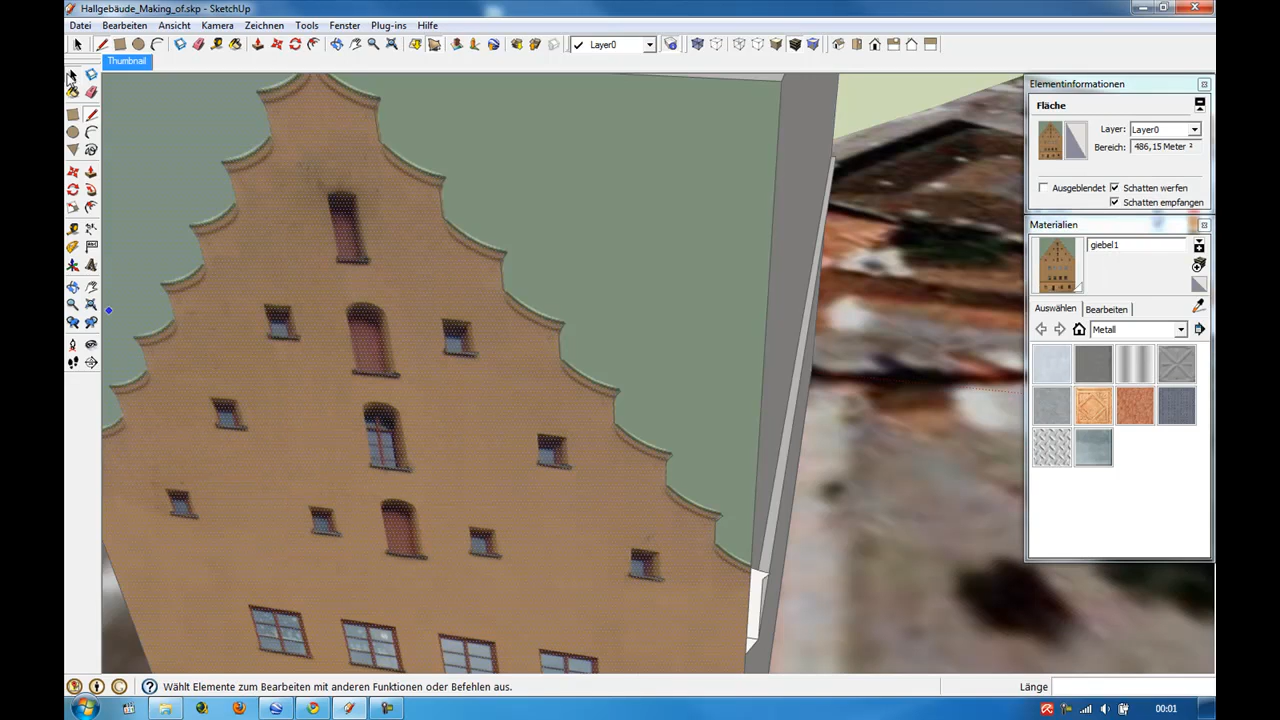 Hallgebäude_Making_of.skp - SketchUp
Datei Bearbeiten Ansicht Kamera Zeichnen Tools Fenster Plug-ins Hilfe
Layer0
Thumbnail
Elementinformationen
Fläche
Layer: Layer0
Bereich: 486,15 Meter ²
Ausgeblendet Schatten werfen
Schatten empfangen
Materialien
giebel1
Auswählen Bearbeiten
Metall
Wählt Elemente zum Bearbeiten mit anderen Funktionen oder Befehlen aus.
Länge
00:01